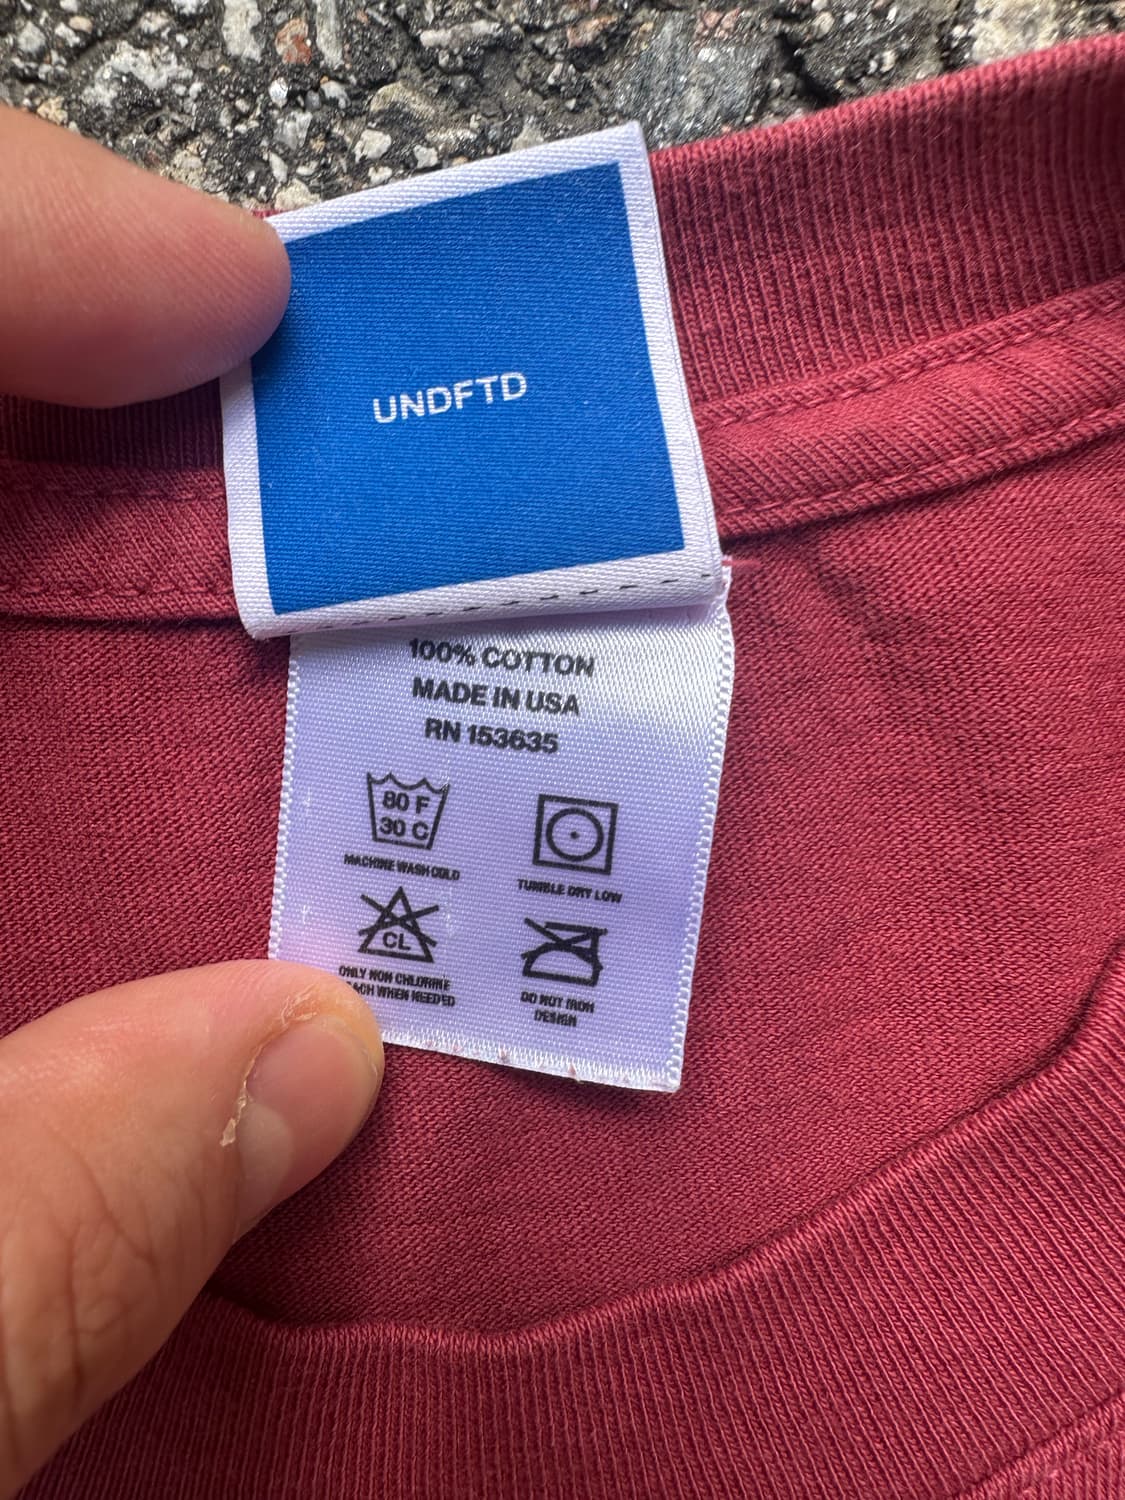 UNDFTD
100% COTTON
MADE IN USA
RN 153635
80 F
30 C
MACHINE WASH COLD
TUMBLE DRY LOW
CL
ONLY NON CHLORINE
WHEN NEEDED
DO NOT IRON
DESIGN